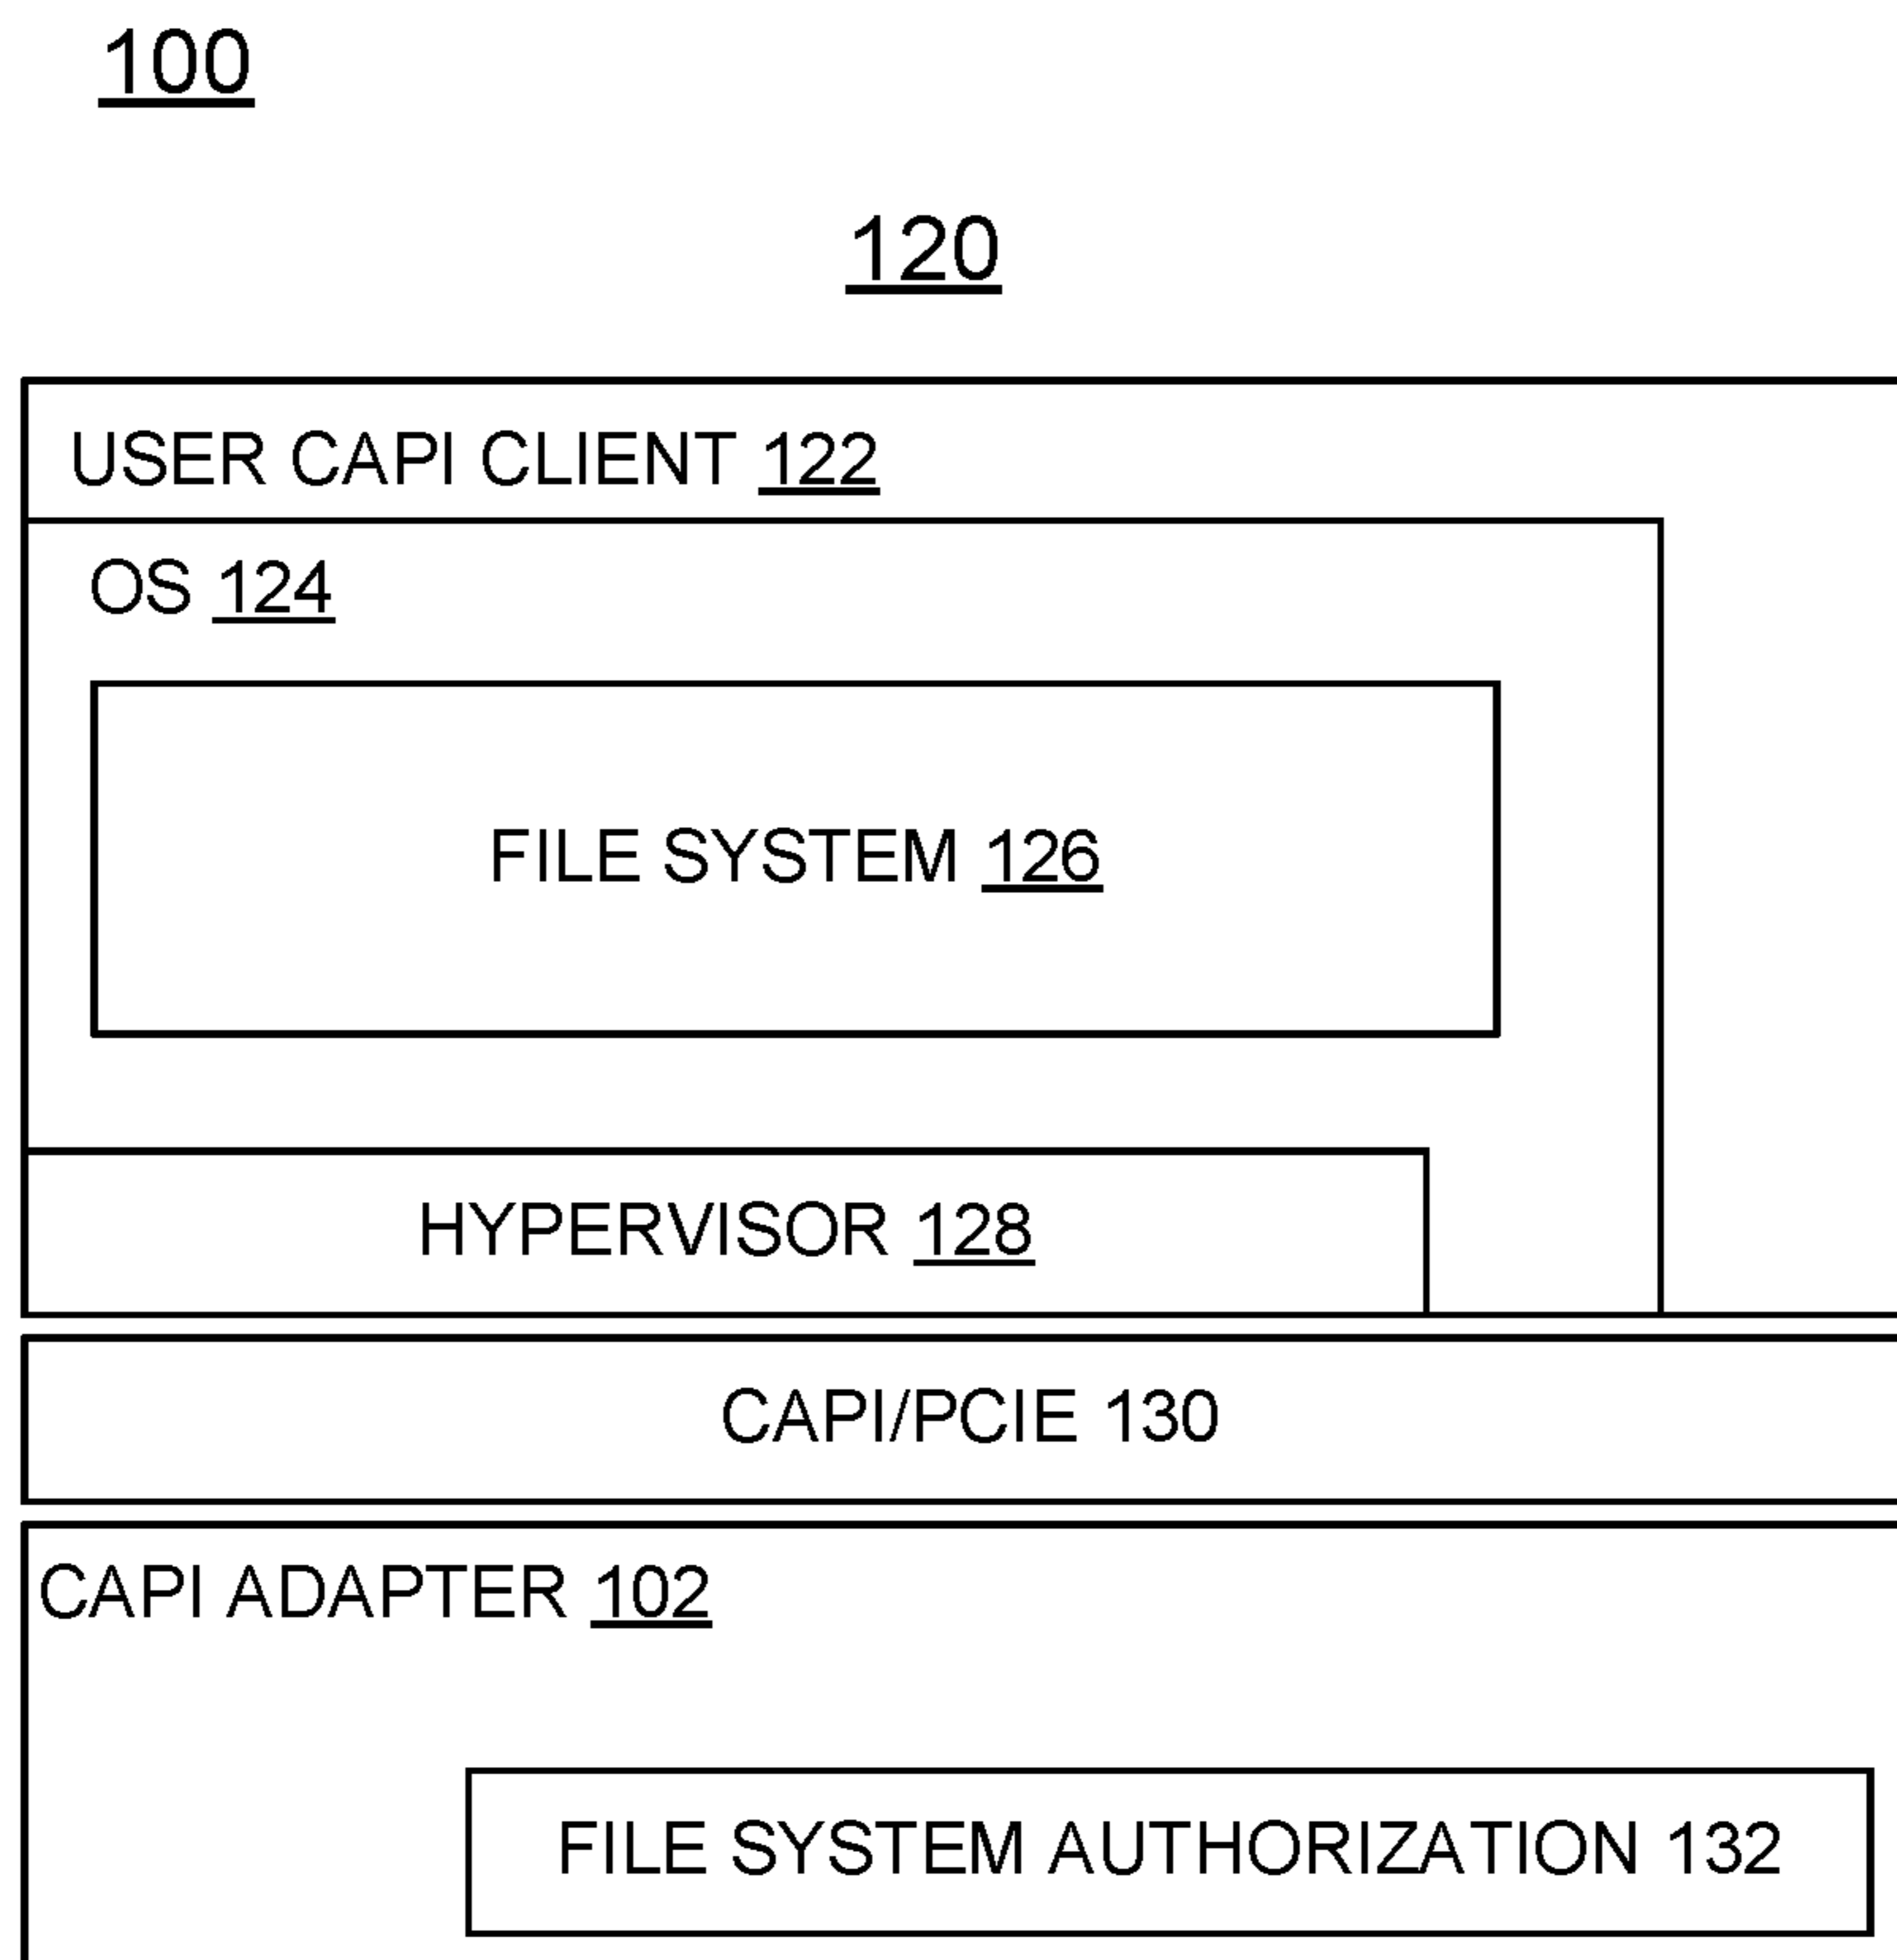 100
120
USER CAPI CLIENT 122
OS 124
FILE SYSTEM 126
HYPERVISOR 128
CAPI/PCIE 130
CAPI ADAPTER 102
FILE SYSTEM AUTHORIZATION 132